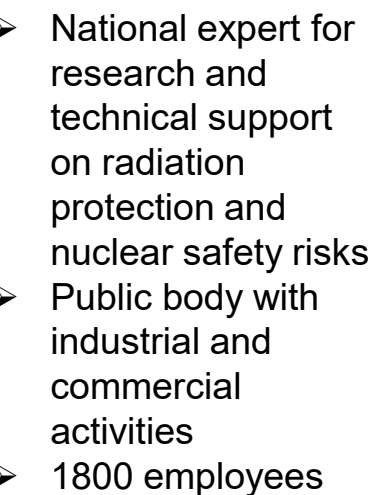 ➢ National expert for
research and
technical support
on radiation
protection and
nuclear safety risks
➢ Public body with
industrial and
commercial
activities
➢ 1800 employees